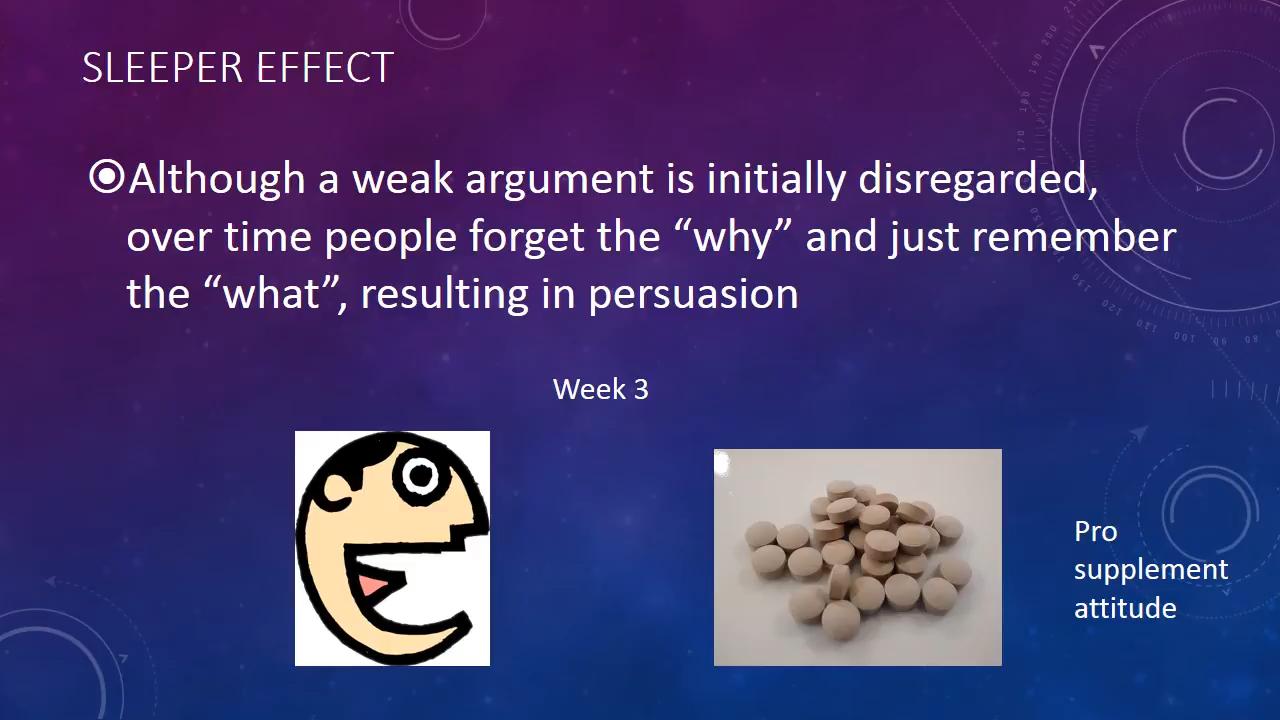 SLEEPER EFFECT
Although a weak argument is initially disregarded,
over time people forget the “why” and just remember
the “what”, resulting in persuasion
Week 3
Pro
supplement
attitude